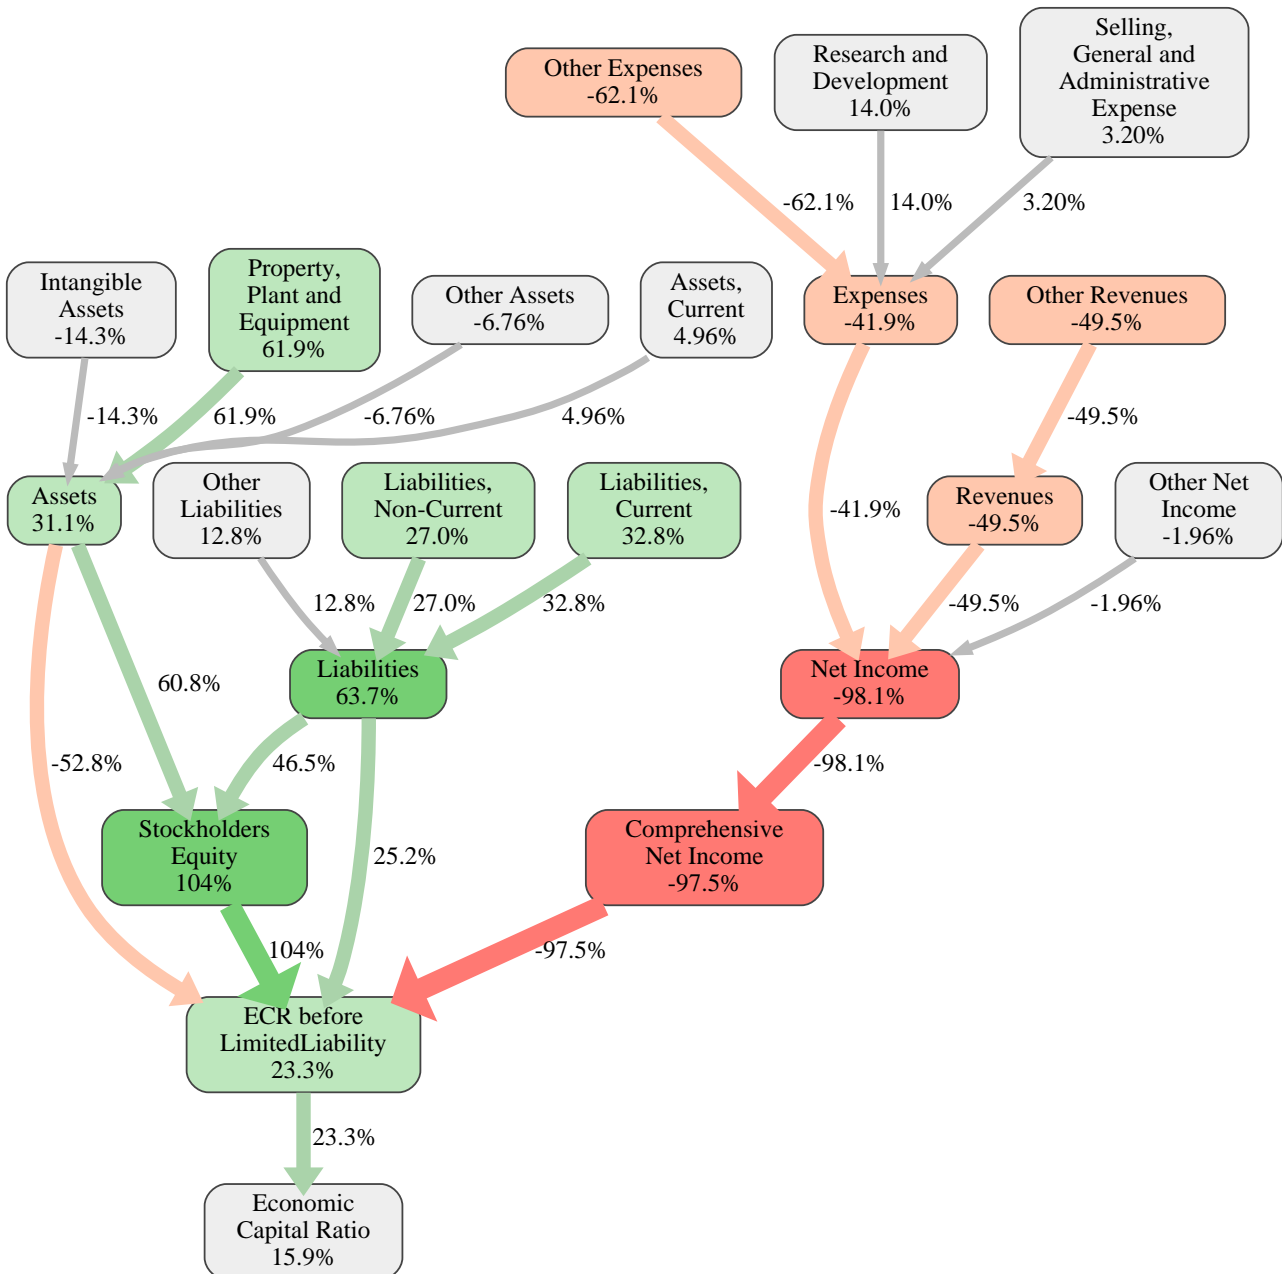 Selling,
General and
Administrative
Expense
3.20%
Research and
Development
14.0%
Other Expenses
-62.1%
-62.1%
14.0%
3.20%
Intangible
Assets
-14.3%
Property,
Plant and
Equipment
61.9%
Other Assets
-6.76%
Assets,
Current
4.96%
Expenses
-41.9%
Other Revenues
-49.5%
-14.3%
61.9%
-6.76%
4.96%
-49.5%
Assets
31.1%
Other
Liabilities
12.8%
Liabilities,
Non-Current
27.0%
Liabilities,
Current
32.8%
-41.9%
Revenues
-49.5%
Other Net
Income
-1.96%
12.8%
27.0%
32.8%
-49.5%
-1.96%
60.8%
Liabilities
63.7%
Net Income
-98.1%
-52.8%
46.5%
-98.1%
Stockholders
Equity
104%
25.2%
Comprehensive
Net Income
-97.5%
104%
-97.5%
ECR before
LimitedLiability
23.3%
23.3%
Economic
Capital Ratio
15.9%